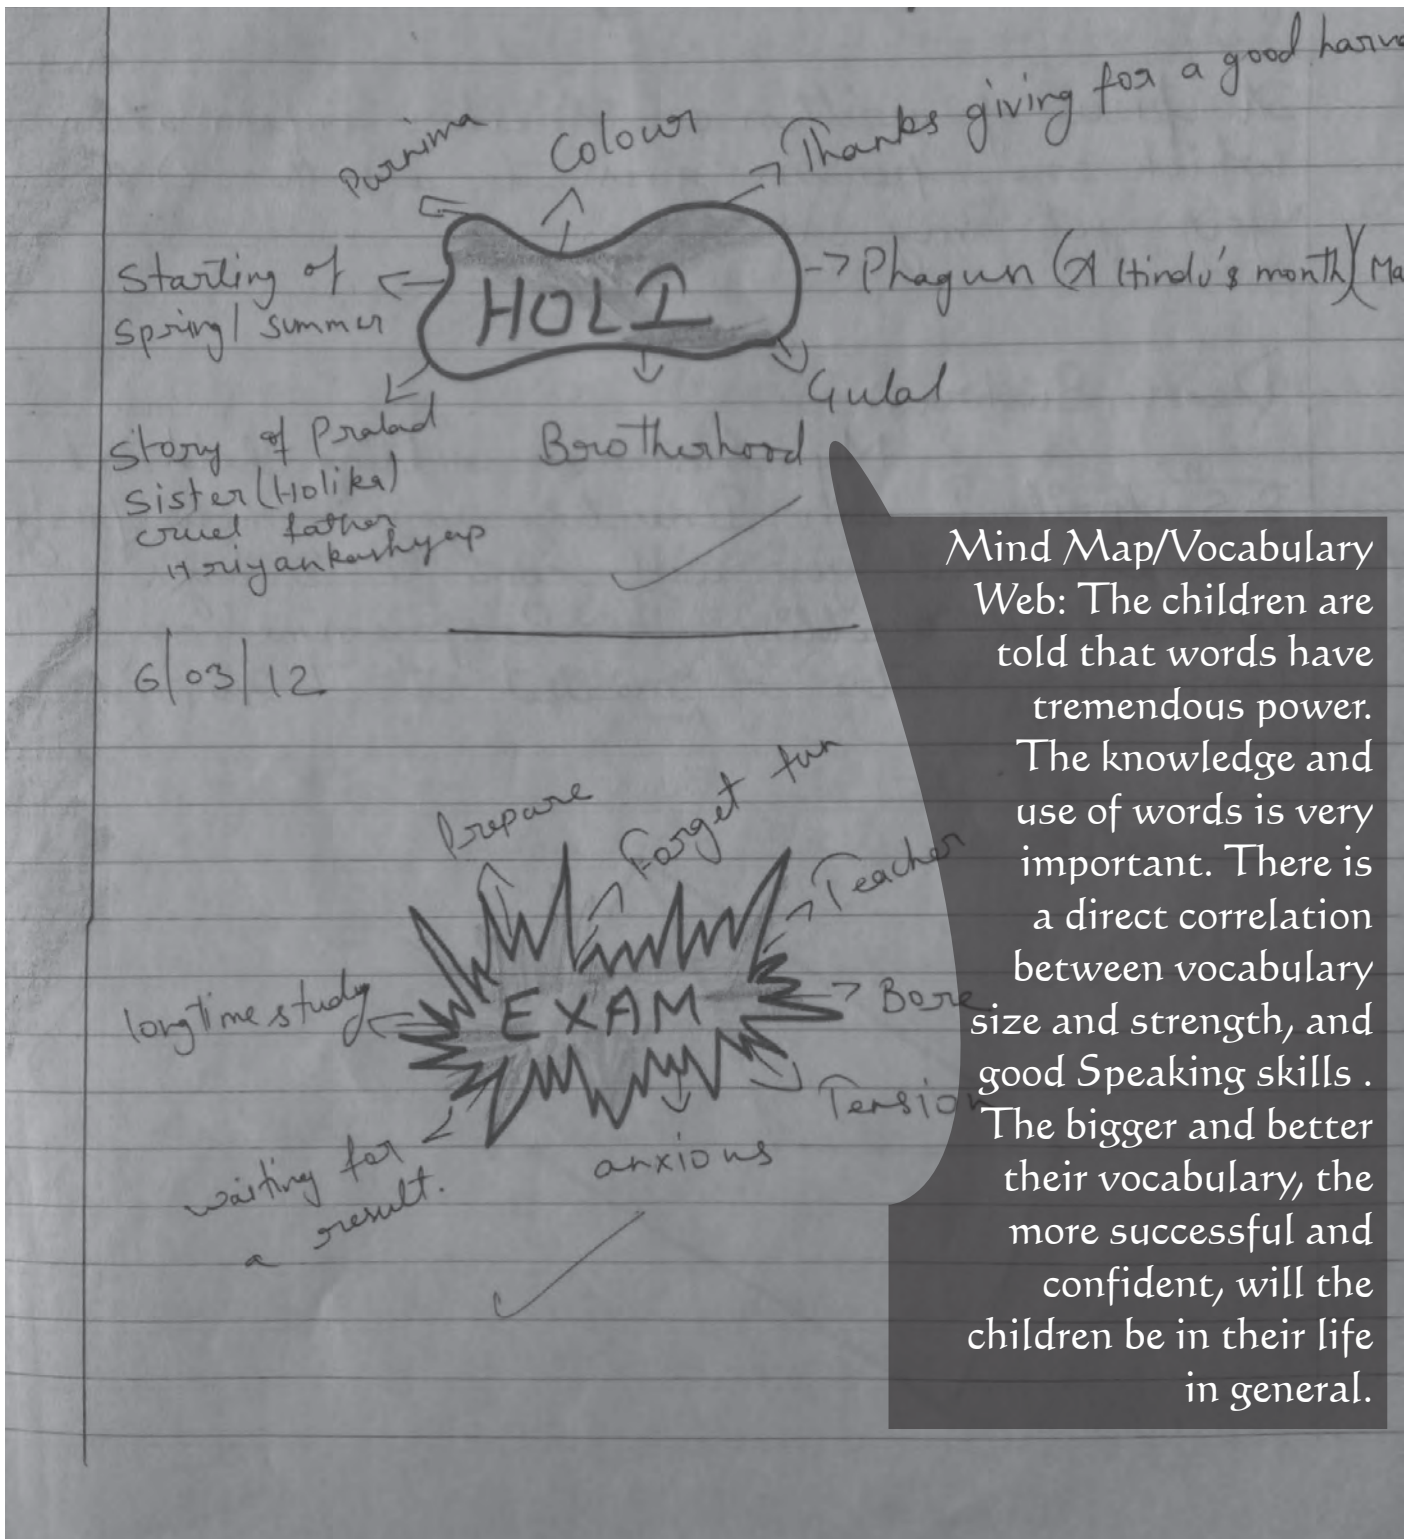 Purnima
Colour
Thanks giving for a good
HOLI
Starting of
Spring/ summer
Phagun (A Hindu's month)
Gulal
Brotherhood
Story of Pralad
Sister (Holika)
cruel father
Hriyankashyap
6/03/12
Prepare
Forget fun
Teacher
EXAM
long time study
Bore
Tension
anxious
waiting for
a result.
Mind Map/Vocabulary
Web: The children are
told that words have
tremendous power.
The knowledge and
use of words is very
important. There is
a direct correlation
between vocabulary
size and strength, and
good Speaking skills .
The bigger and better
their vocabulary, the
more successful and
confident, will the
children be in their life
in general.